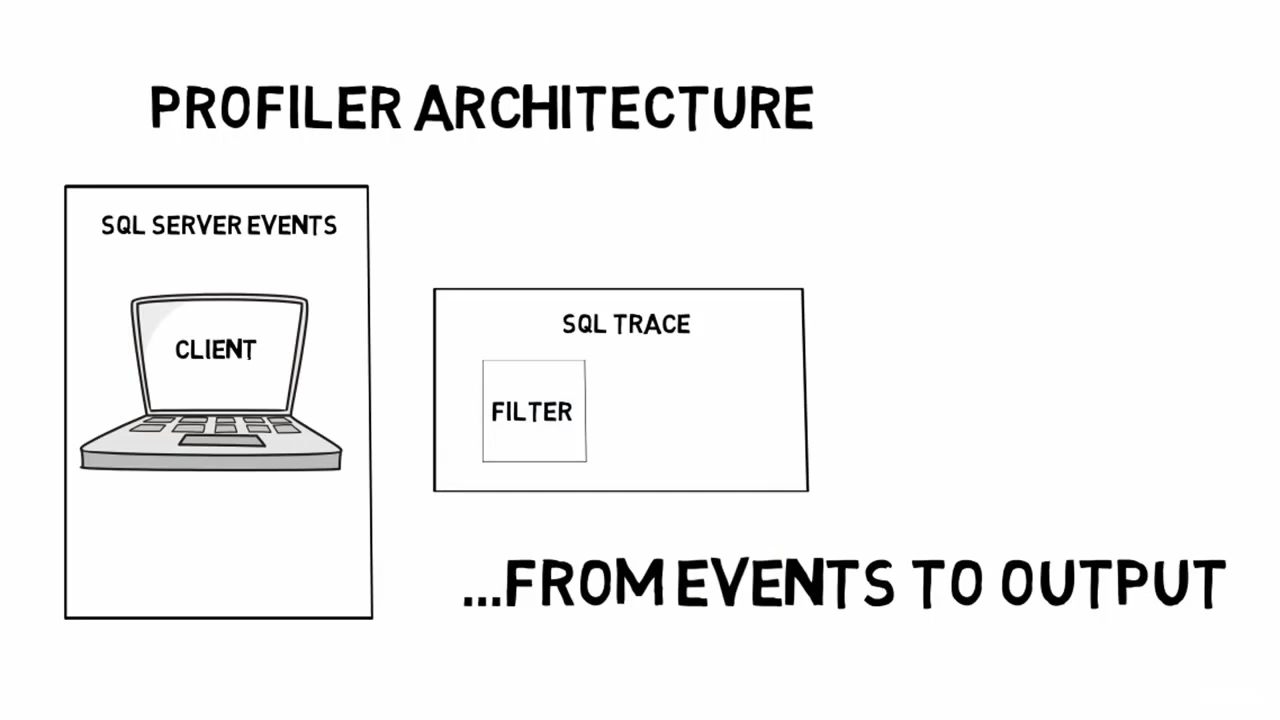 PROFILER ARCHITECTURE
SQL SERVER EVENTS
CLIENT
SQL TRACE
FILTER
...FROM EVENTS TO OUTPUT